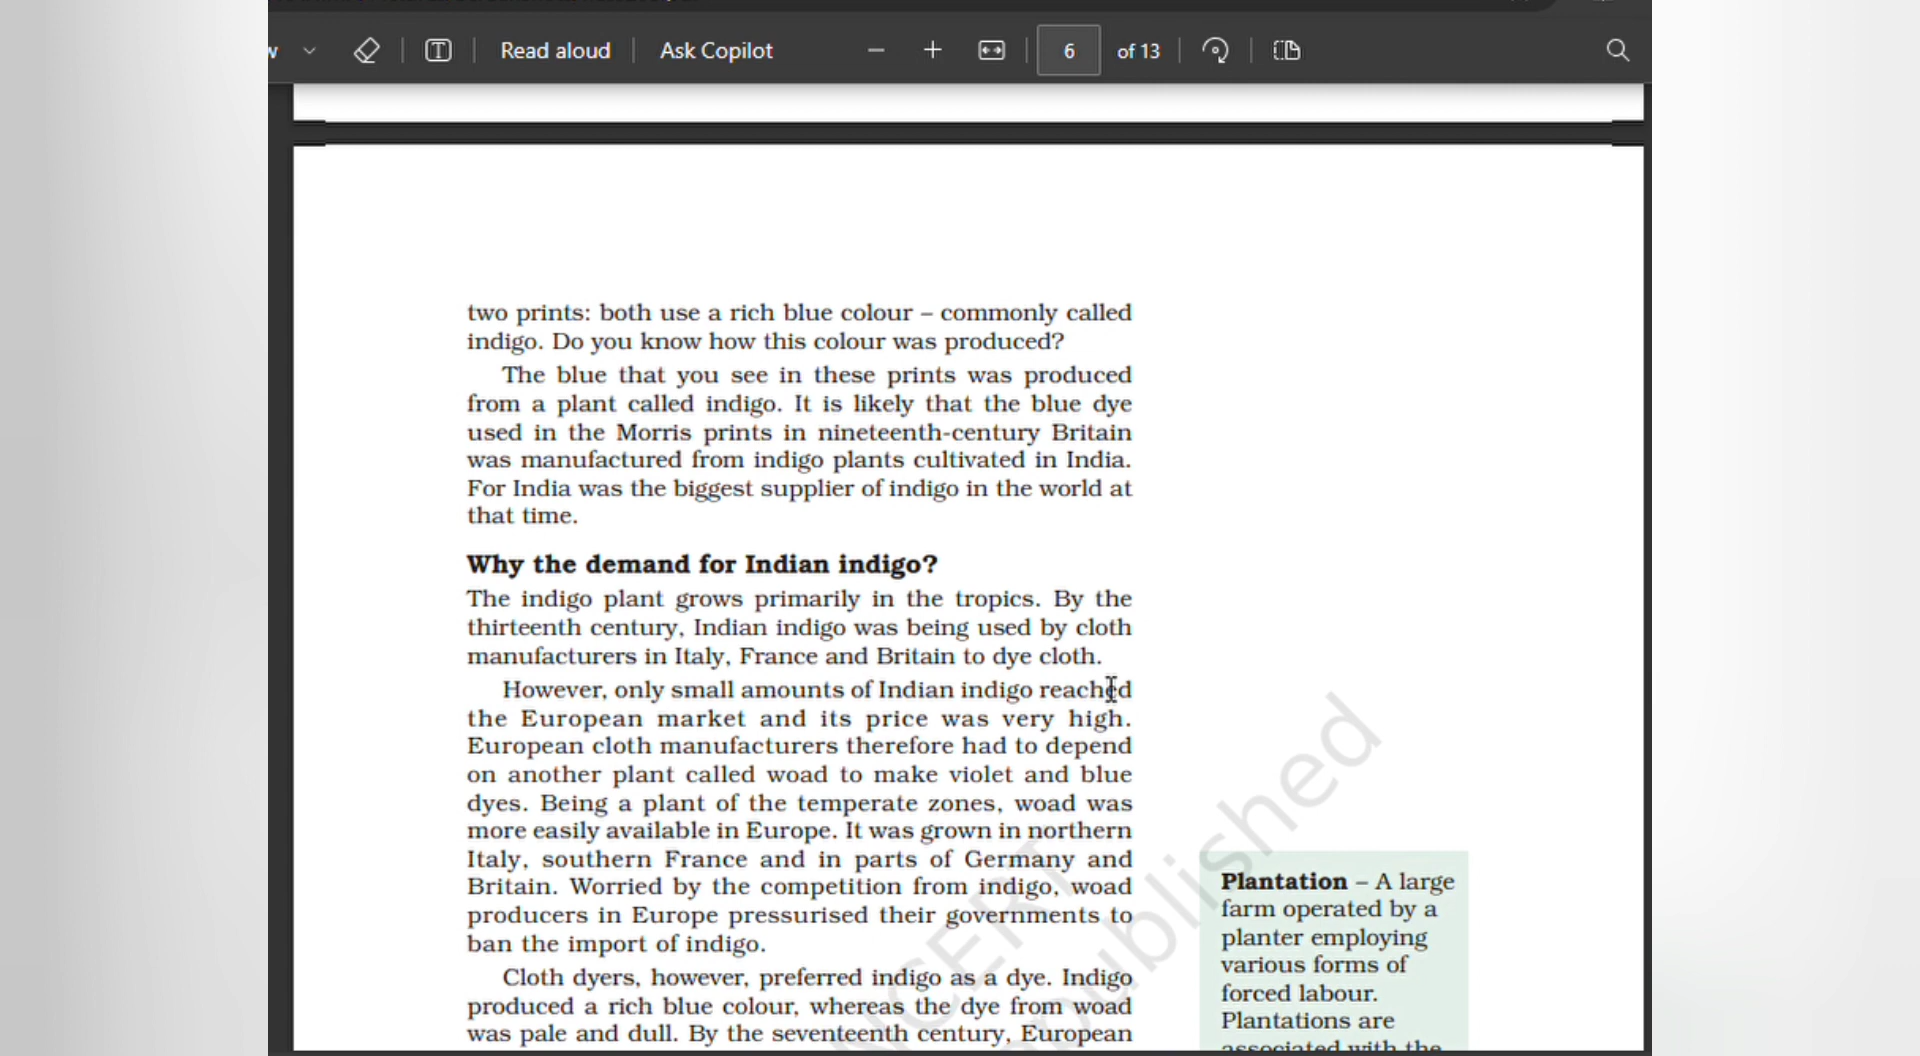 Read aloud
Ask Copilot
6
of 13
two prints: both use a rich blue colour – commonly called
indigo. Do you know how this colour was produced?
The blue that you see in these prints was produced
from a plant called indigo. It is likely that the blue dye
used in the Morris prints in nineteenth-century Britain
was manufactured from indigo plants cultivated in India.
For India was the biggest supplier of indigo in the world at
that time.
Why the demand for Indian indigo?
The indigo plant grows primarily in the tropics. By the
thirteenth century, Indian indigo was being used by cloth
manufacturers in Italy, France and Britain to dye cloth.
However, only small amounts of Indian indigo reached
the European market and its price was very high.
European cloth manufacturers therefore had to depend
on another plant called woad to make violet and blue
dyes. Being a plant of the temperate zones, woad was
more easily available in Europe. It was grown in northern
Italy, southern France and in parts of Germany and
Britain. Worried by the competition from indigo, woad
producers in Europe pressurised their governments to
ban the import of indigo.
Cloth dyers, however, preferred indigo as a dye. Indigo
produced a rich blue colour, whereas the dye from woad
was pale and dull. By the seventeenth century, European
Plantation – A large
farm operated by a
planter employing
various forms of
forced labour.
Plantations are
associated with the
NCERT
published